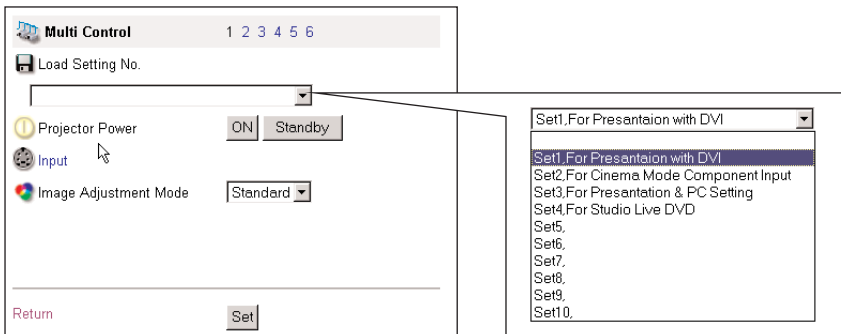 Multi Control 1 2 3 4 5 6
Load Setting No.
Projector Power ON Standby
Input
Image Adjustment Mode Standard
Return Set
Set1,For Presantaion with DVI
Set1,For Presantaion with DVI
Set2,For Cinema Mode Component Input
Set3,For Presantation & PC Setting
Set4,For Studio Live DVD
Set5,
Set6,
Set7,
Set8,
Set9,
Set10,